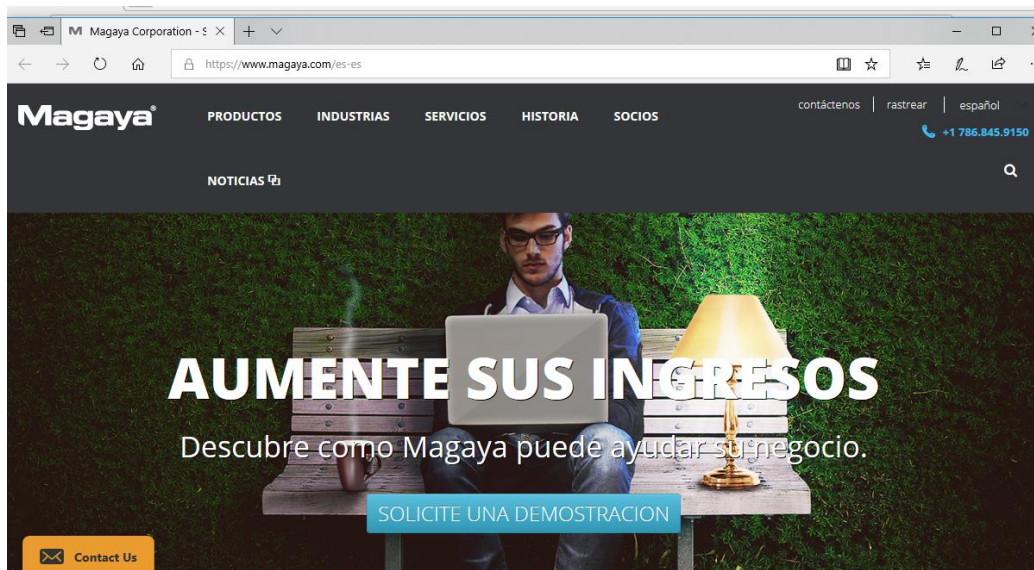 Magaya Corporation - S
https://www.magaya.com/es-es
Magaya®
PRODUCTOS INDUSTRIAS SERVICIOS HISTORIA SOCIOS
contáctenos | rastrear | español
+1 786.845.9150
NOTICIAS
AUMENTE SUS INGRESOS
Descubre como Magaya puede ayudar su negocio.
SOLICITE UNA DEMOSTRACION
Contact Us